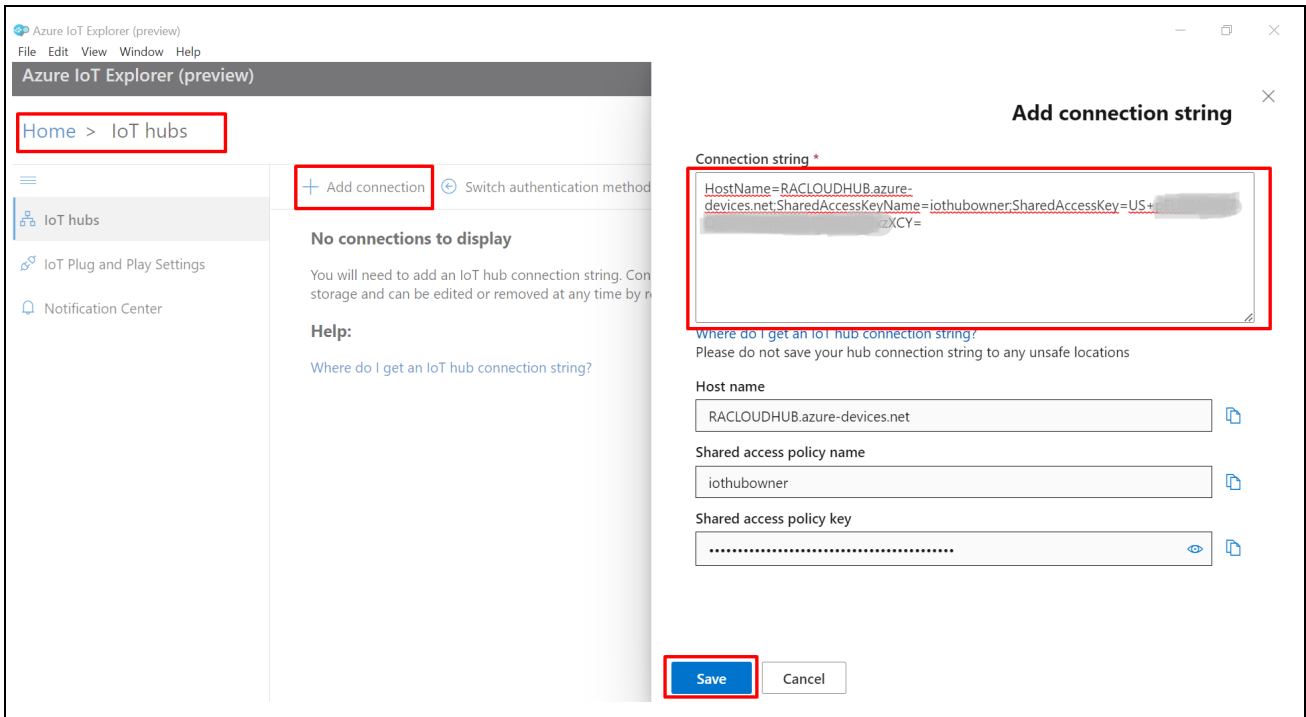 Azure IoT Explorer (preview)
File Edit View Window Help
Azure IoT Explorer (preview)
Home > IoT hubs
IoT hubs
IoT Plug and Play Settings
Notification Center
+ Add connection Switch authentication method
No connections to display
You will need to add an IoT hub connection string. Con
storage and can be edited or removed at any time by r
Help:
Where do I get an IoT hub connection string?
Add connection string
Connection string *
HostName=RACLOUDHUB.azure-
devices.net;SharedAccessKeyName=iothubowner;SharedAccessKey=US+
XCY=
Where do I get an IoT hub connection string?
Please do not save your hub connection string to any unsafe locations
Host name
RACLOUDHUB.azure-devices.net
Shared access policy name
iothubowner
Shared access policy key
Save Cancel